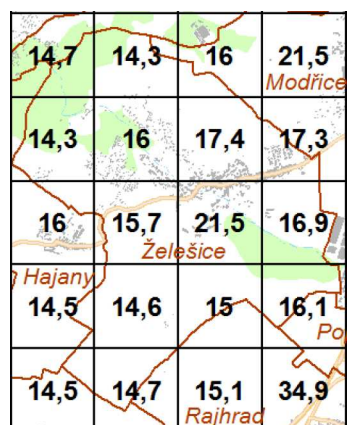 14,7 14,3 16 21,5
Modřice
14,3 16 17,4 17,3
16 15,7 21,5 16,9
Želešice
Hajany
14,5 14,6 15 16,1
Po
14,5 14,7 15,1 34,9
Rajhrad